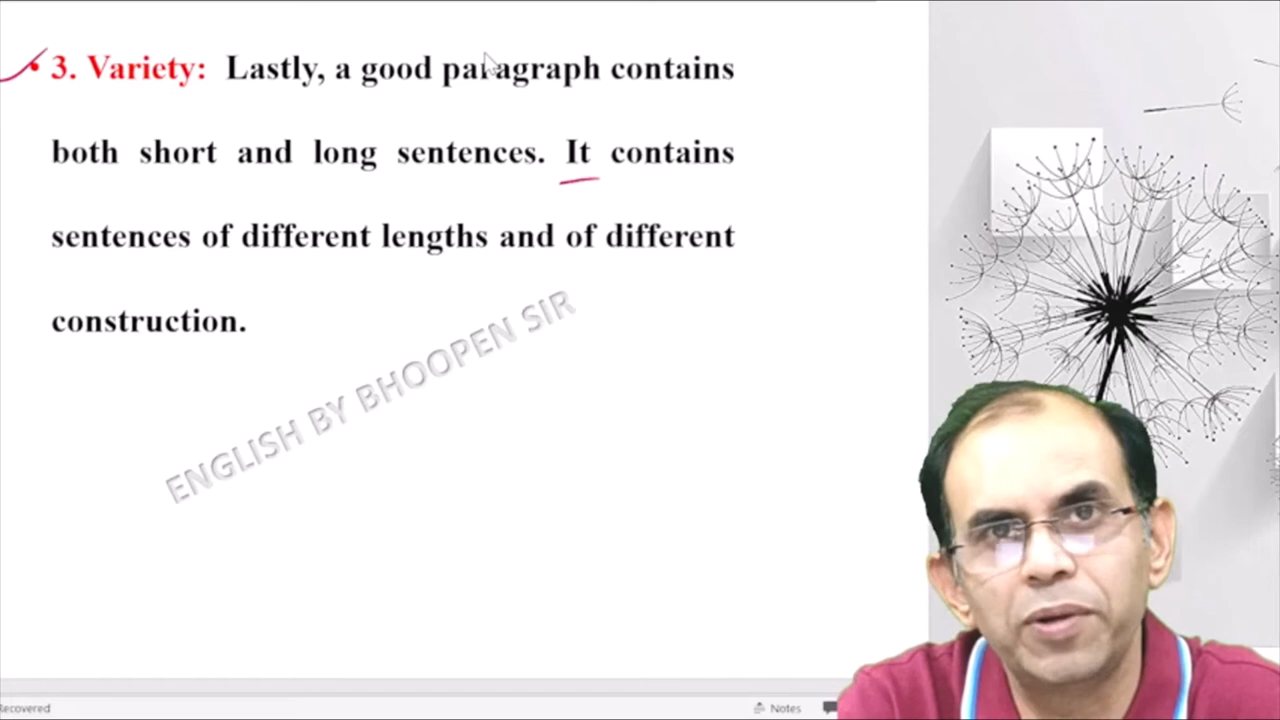 • 3. Variety: Lastly, a good paragraph contains
both short and long sentences. It contains
sentences of different lengths and of different
construction.
ENGLISH BY BHOOPEN SIR
Recovered
Notes